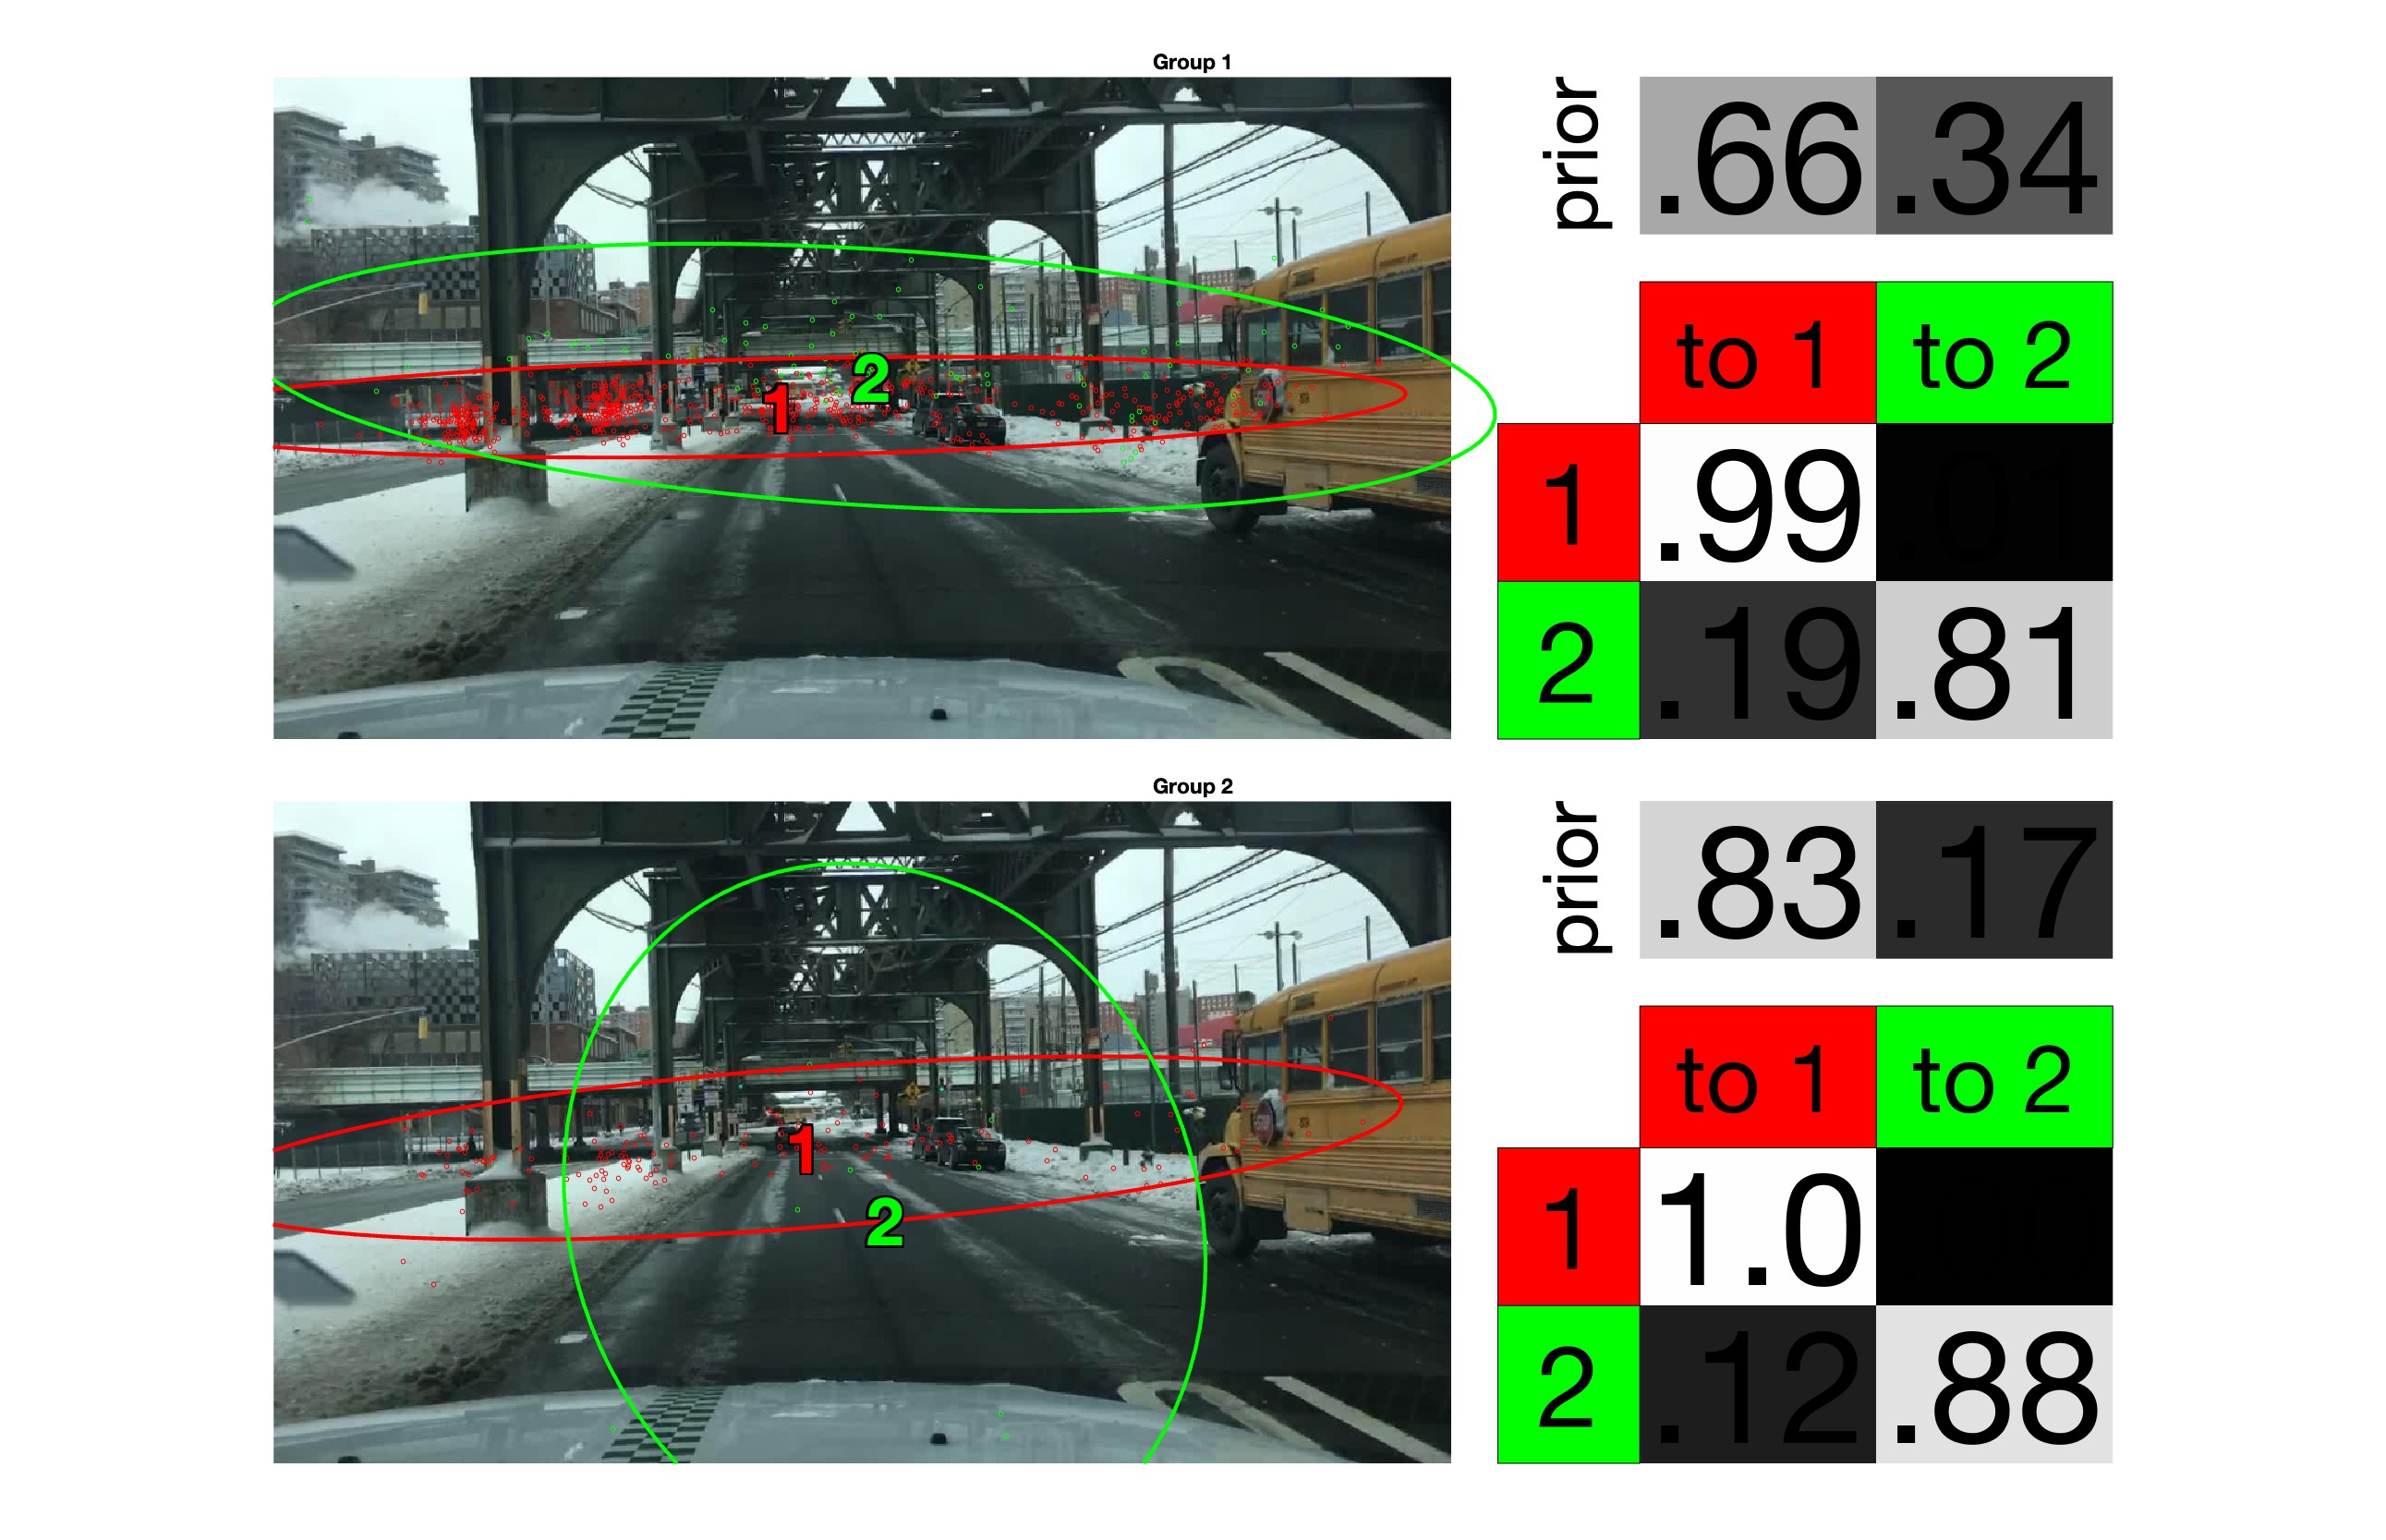 Group 1
prior .66 .34
to 1 to 2
1 .99 .01
2 .19 .81
1
2
Group 2
prior .83 .17
to 1 to 2
1 1.0
2 .12 .88
1
2